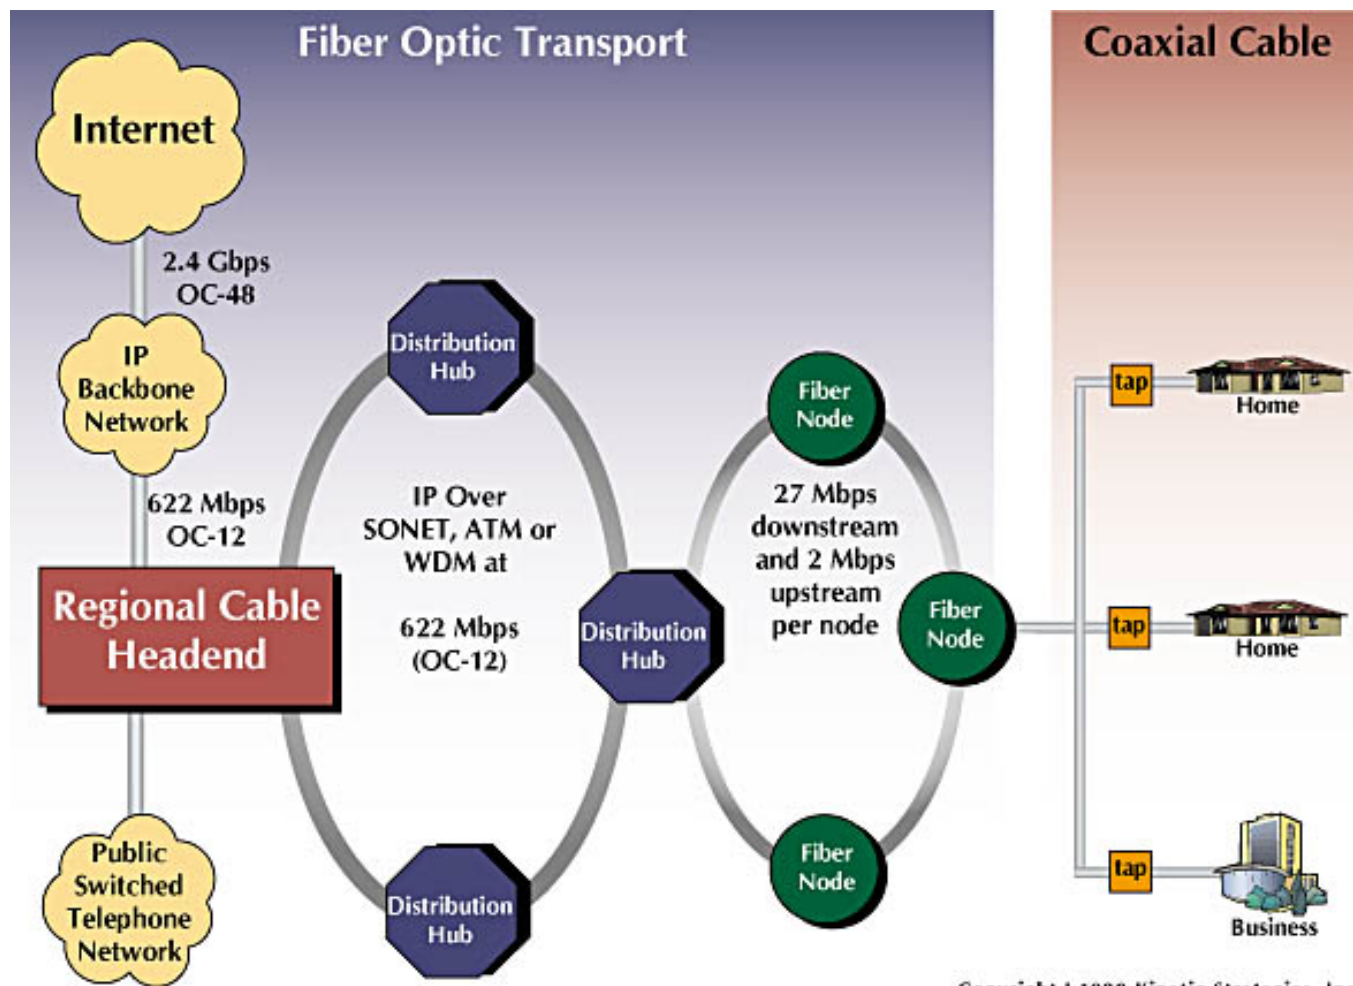 Fiber Optic Transport
Coaxial Cable
Internet
2.4 Gbps
OC-48
IP
Backbone
Network
622 Mbps
OC-12
Regional Cable
Headend
Public
Switched
Telephone
Network
Distribution
Hub
IP Over
SONET, ATM or
WDM at
622 Mbps
(OC-12)
Distribution
Hub
Distribution
Hub
Fiber
Node
27 Mbps
downstream
and 2 Mbps
upstream
per node
Fiber
Node
Fiber
Node
tap
Home
tap
Home
tap
Business